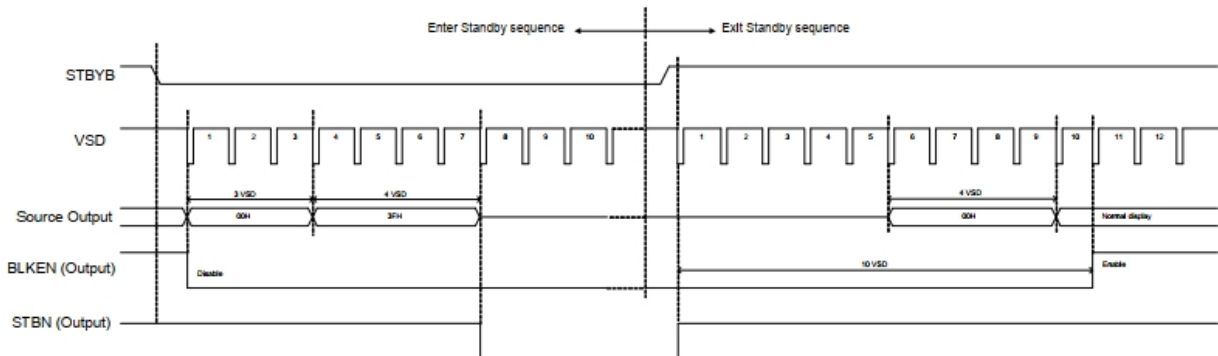 Enter Standby sequence Exit Standby sequence
STBYB
VSD 1 2 3 4 5 6 7 8 9 10 1 2 3 4 5 6 7 8 9 10 11 12
3 VSD 4 VSD 4 VSD
Source Output 00H 3FH 00H Normal display
BLKEN (Output) Disable 10 VSD Enable
STBN (Output)